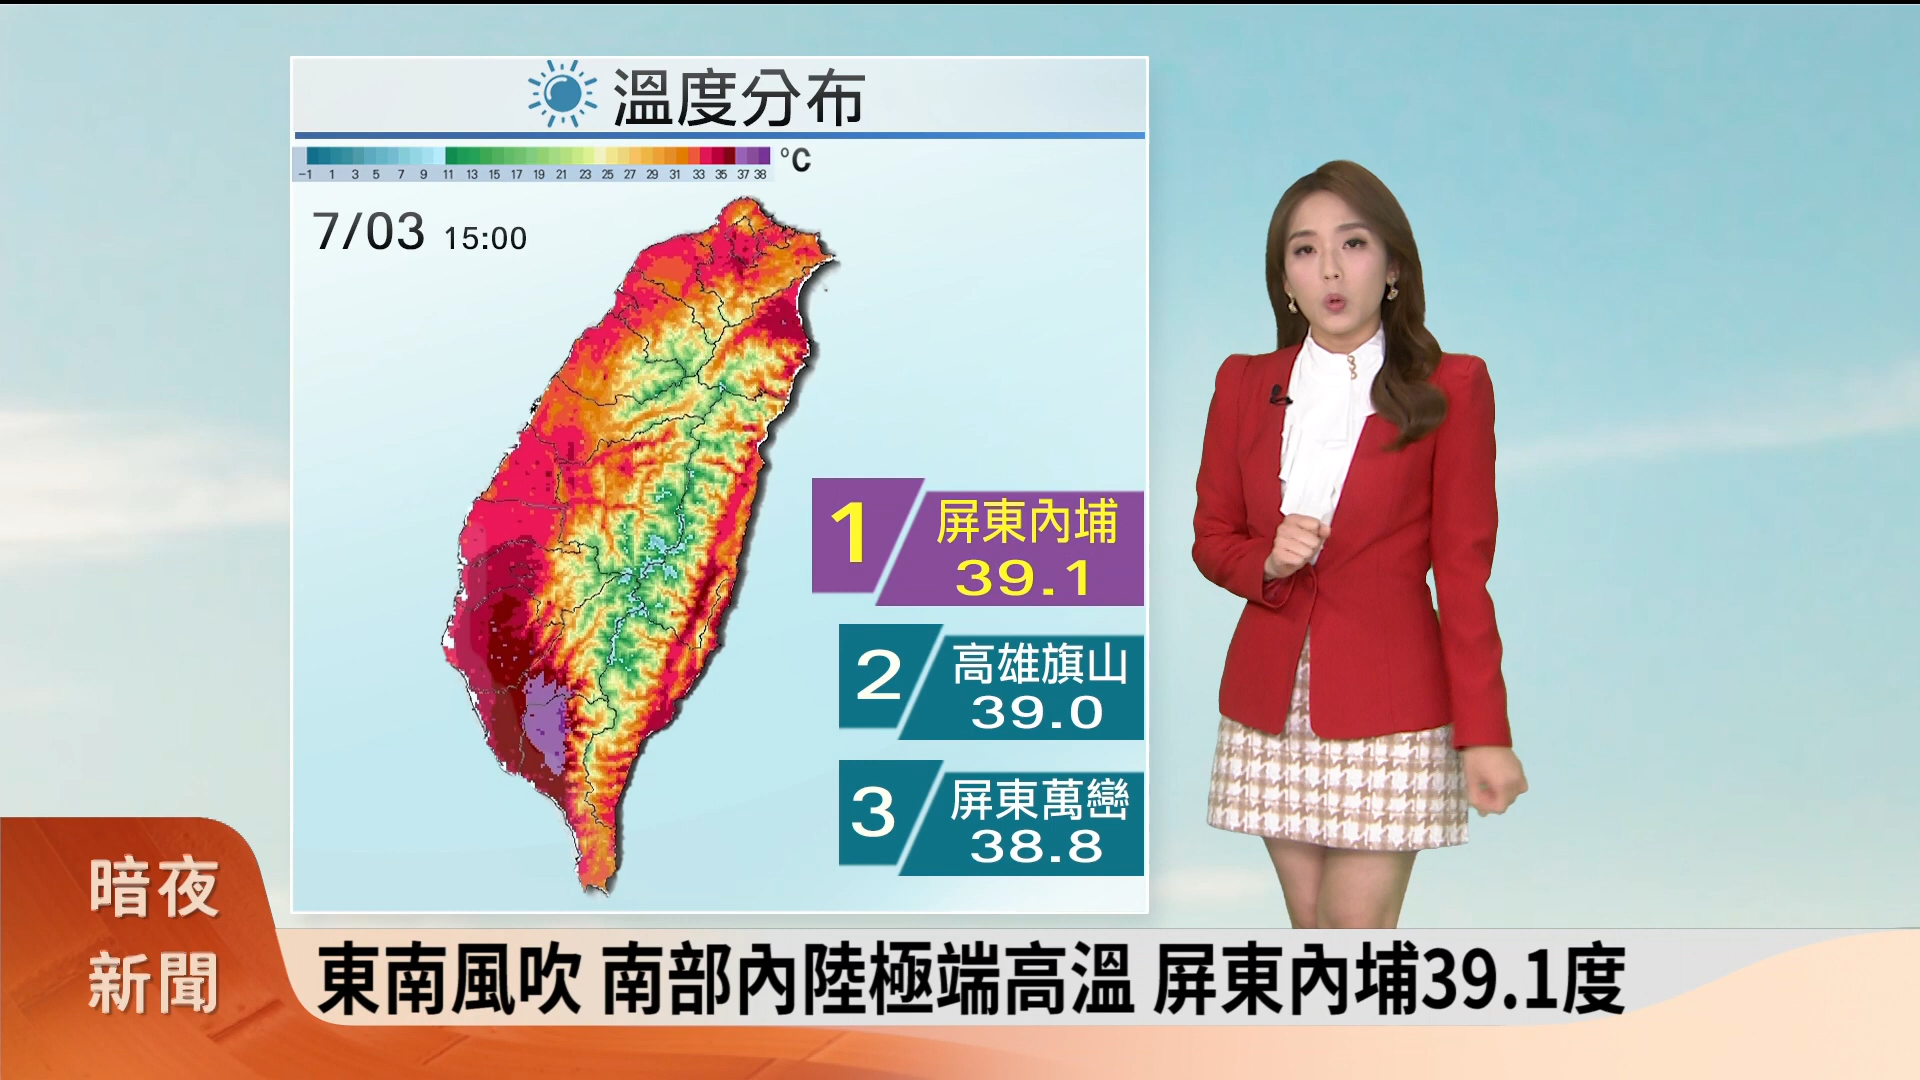 溫度分布
°C
-1 1 3 5 7 9 11 13 15 17 19 21 23 25 27 29 31 33 35 37 38
7/03 15:00
1 屏東內埔
39.1
2 高雄旗山
39.0
3 屏東萬巒
38.8
暗夜
新聞
東南風吹 南部內陸極端高溫 屏東內埔39.1度